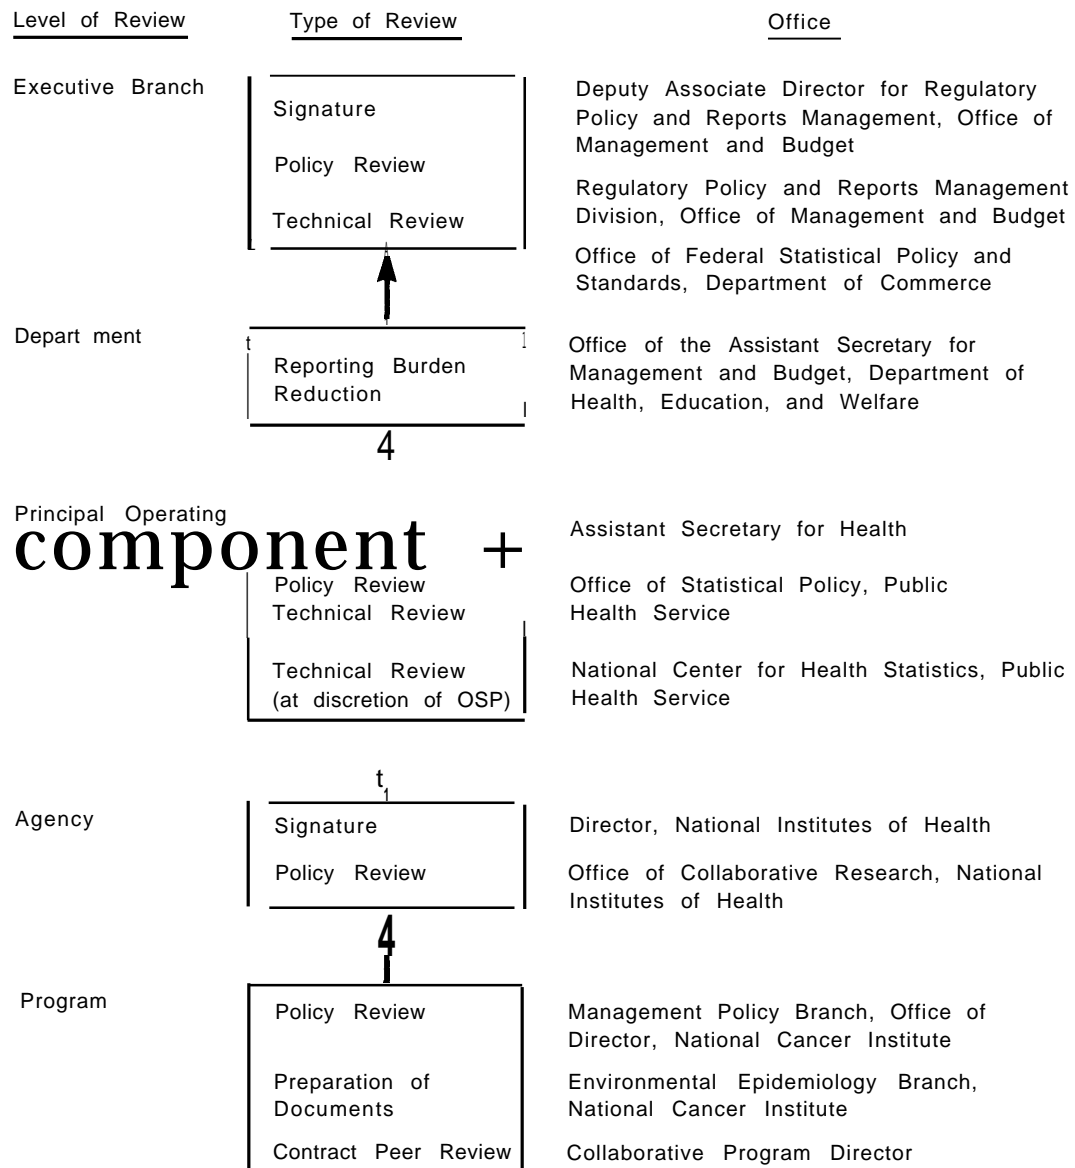 Level of Review
Type of Review
Office
Executive Branch
Signature
Policy Review
Technical Review
Deputy Associate Director for Regulatory
Policy and Reports Management, Office of
Management and Budget
Regulatory Policy and Reports Management
Division, Office of Management and Budget
Office of Federal Statistical Policy and
Standards, Department of Commerce
Depart ment
t
1
Reporting Burden
Reduction
Office of the Assistant Secretary for
Management and Budget, Department of
Health, Education, and Welfare
4
Principal Operating
component +
Assistant Secretary for Health
Policy Review
Technical Review
Office of Statistical Policy, Public
Health Service
Technical Review
(at discretion of OSP)
National Center for Health Statistics, Public
Health Service
t
1
Agency
Signature
Director, National Institutes of Health
Policy Review
Office of Collaborative Research, National
Institutes of Health
4
Program
Policy Review
Management Policy Branch, Office of
Director, National Cancer Institute
Preparation of
Documents
Environmental Epidemiology Branch,
National Cancer Institute
Contract Peer Review
Collaborative Program Director